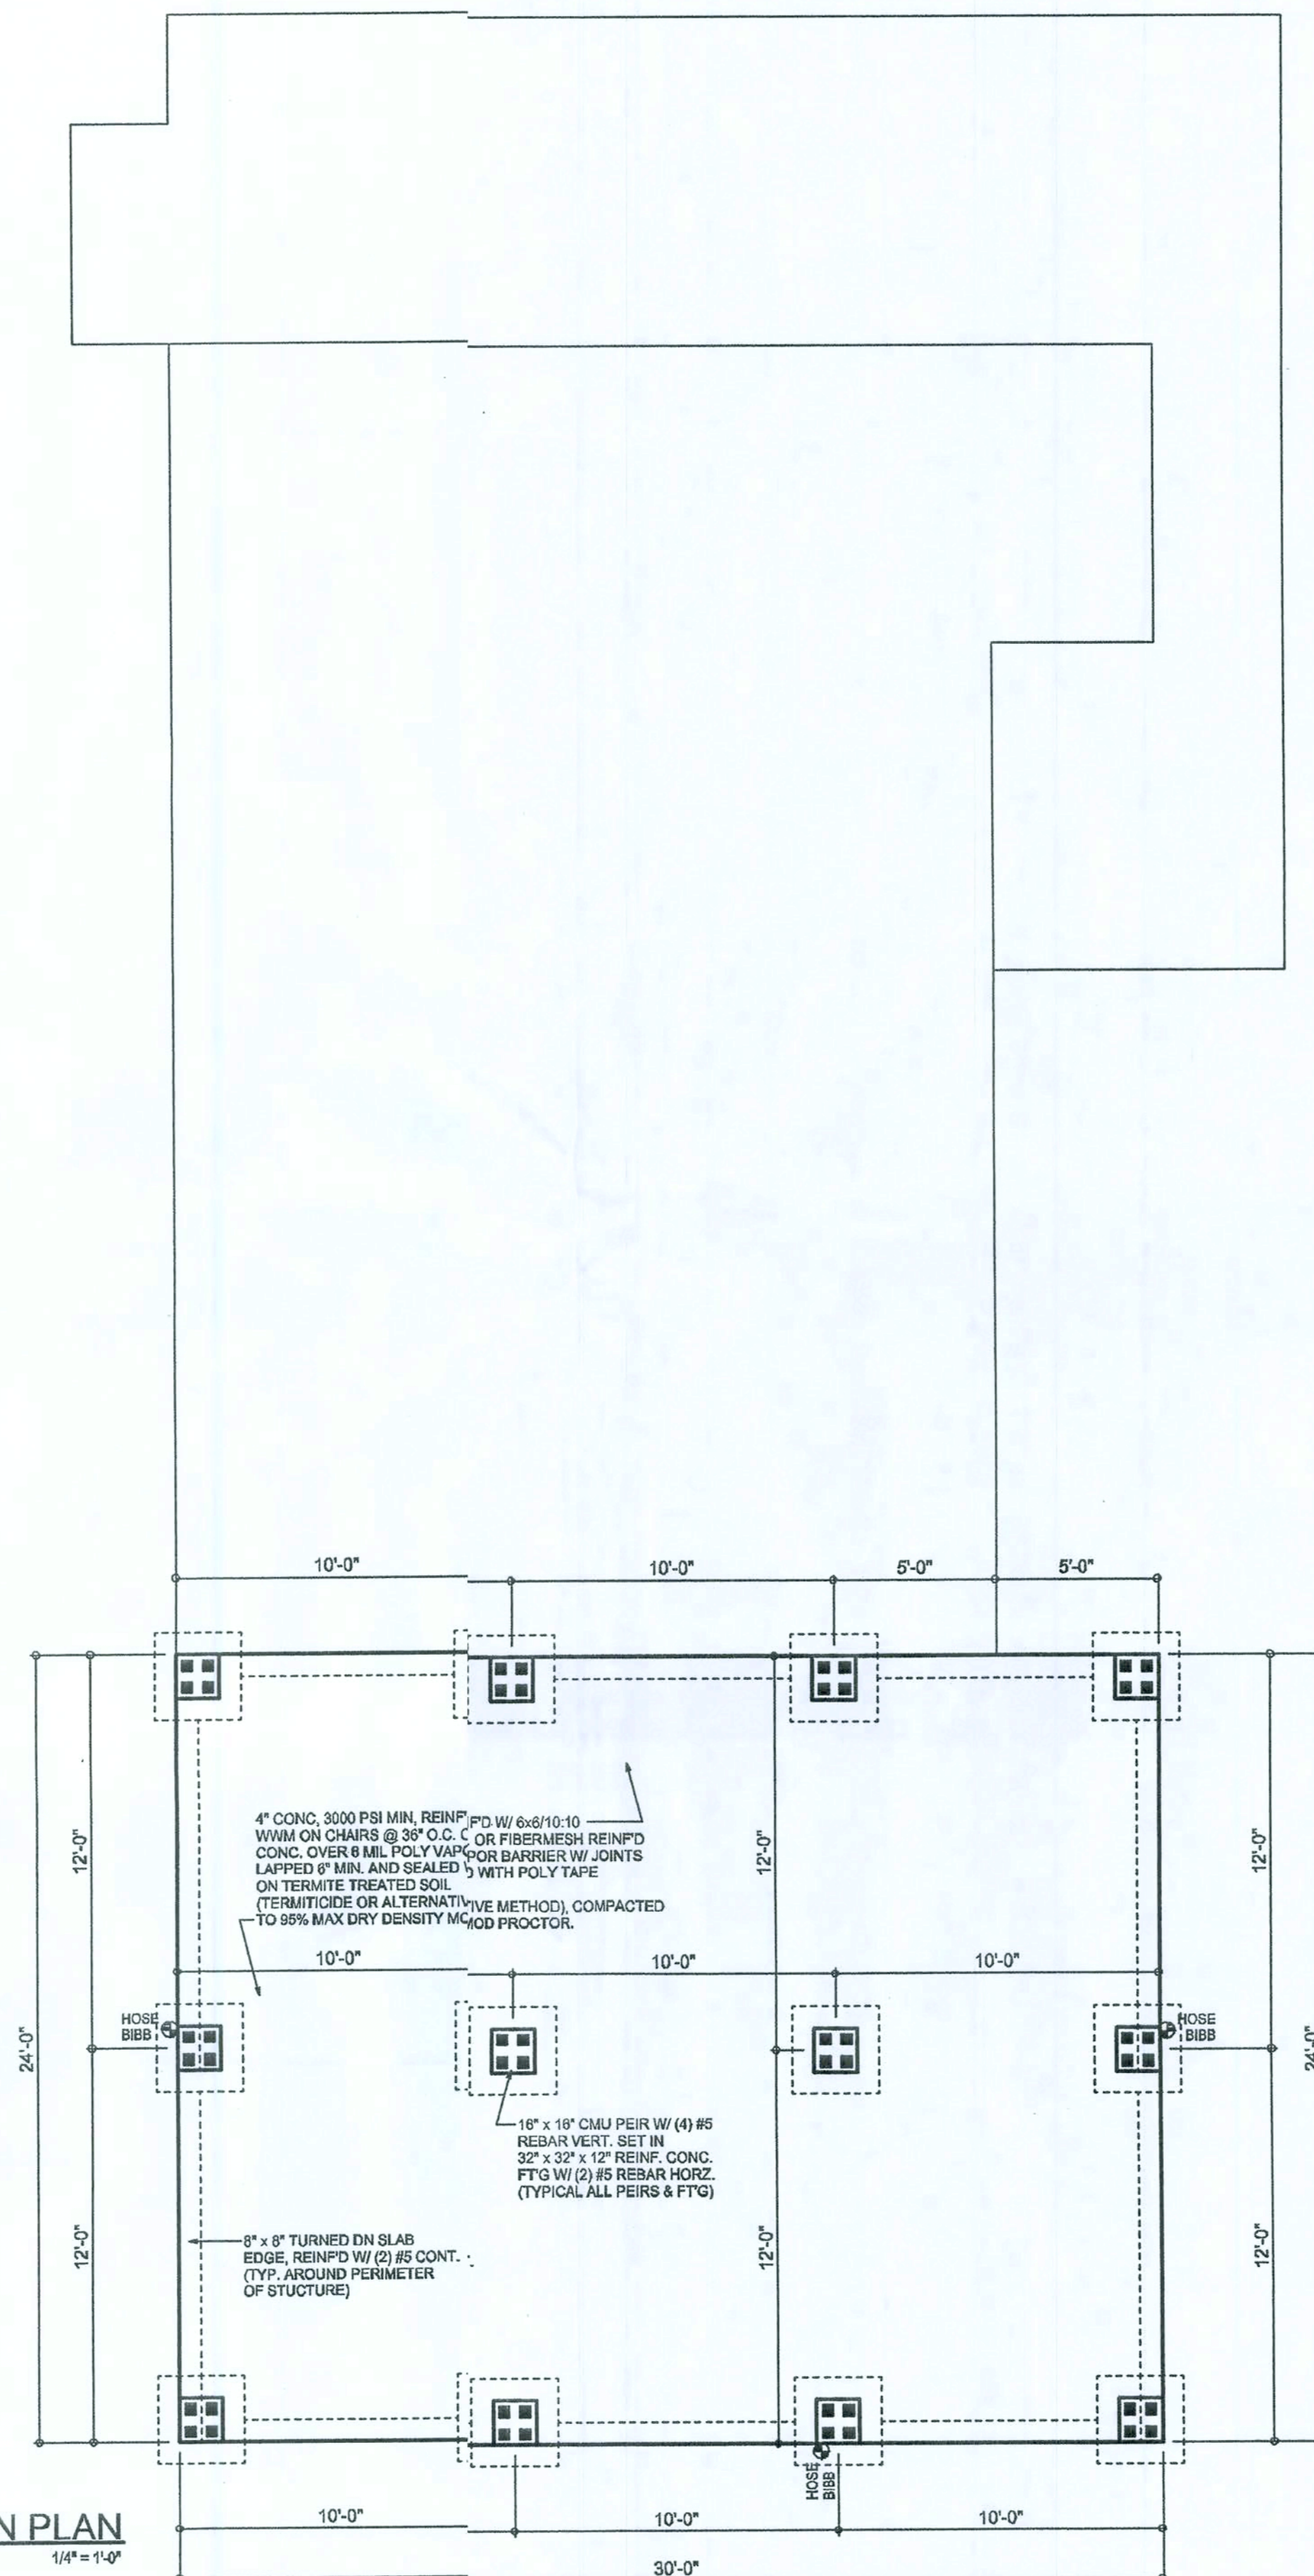 10'-0" 10'-0" 5'-0" 5'-0"
12'-0" 12'-0" 12'-0"
4" CONC, 3000 PSI MIN, REINF'F'D W/ 6x6/10:10
WWM ON CHAIRS @ 36" O.C. OR FIBERMESH REINF'D
CONC. OVER 6 MIL POLY VAPOR BARRIER W/ JOINTS
LAPPED 6" MIN. AND SEALED WITH POLY TAPE
ON TERMITE TREATED SOIL
(TERMITICIDE OR ALTERNATIVE METHOD), COMPACTED
TO 95% MAX DRY DENSITY MOD PROCTOR.
10'-0" 10'-0" 10'-0"
HOSE
BIBB
HOSE
BIBB
24'-0" 24'-0"
16" x 16" CMU PEIR W/ (4) #5
REBAR VERT. SET IN
32" x 32" x 12" REINF. CONC.
FT'G W/ (2) #5 REBAR HORZ.
(TYPICAL ALL PEIRS & FT'G)
12'-0" 12'-0" 12'-0"
8" x 8" TURNED DN SLAB
EDGE, REINF'D W/ (2) #5 CONT.
(TYP. AROUND PERIMETER
OF STUCTURE)
HOSE
BIBB
10'-0" 10'-0" 10'-0"
N PLAN
1/4" = 1'-0"
30'-0"